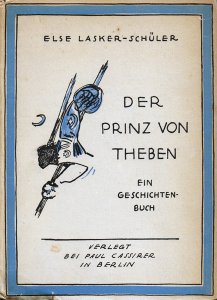 ELSE LASKER-SCHÜLER
DER
PRINZ VON
THEBEN
EIN
GESCHICHTEN-
BUCH
VERLEGT
BEI PAUL CASSIRER
IN BERLIN